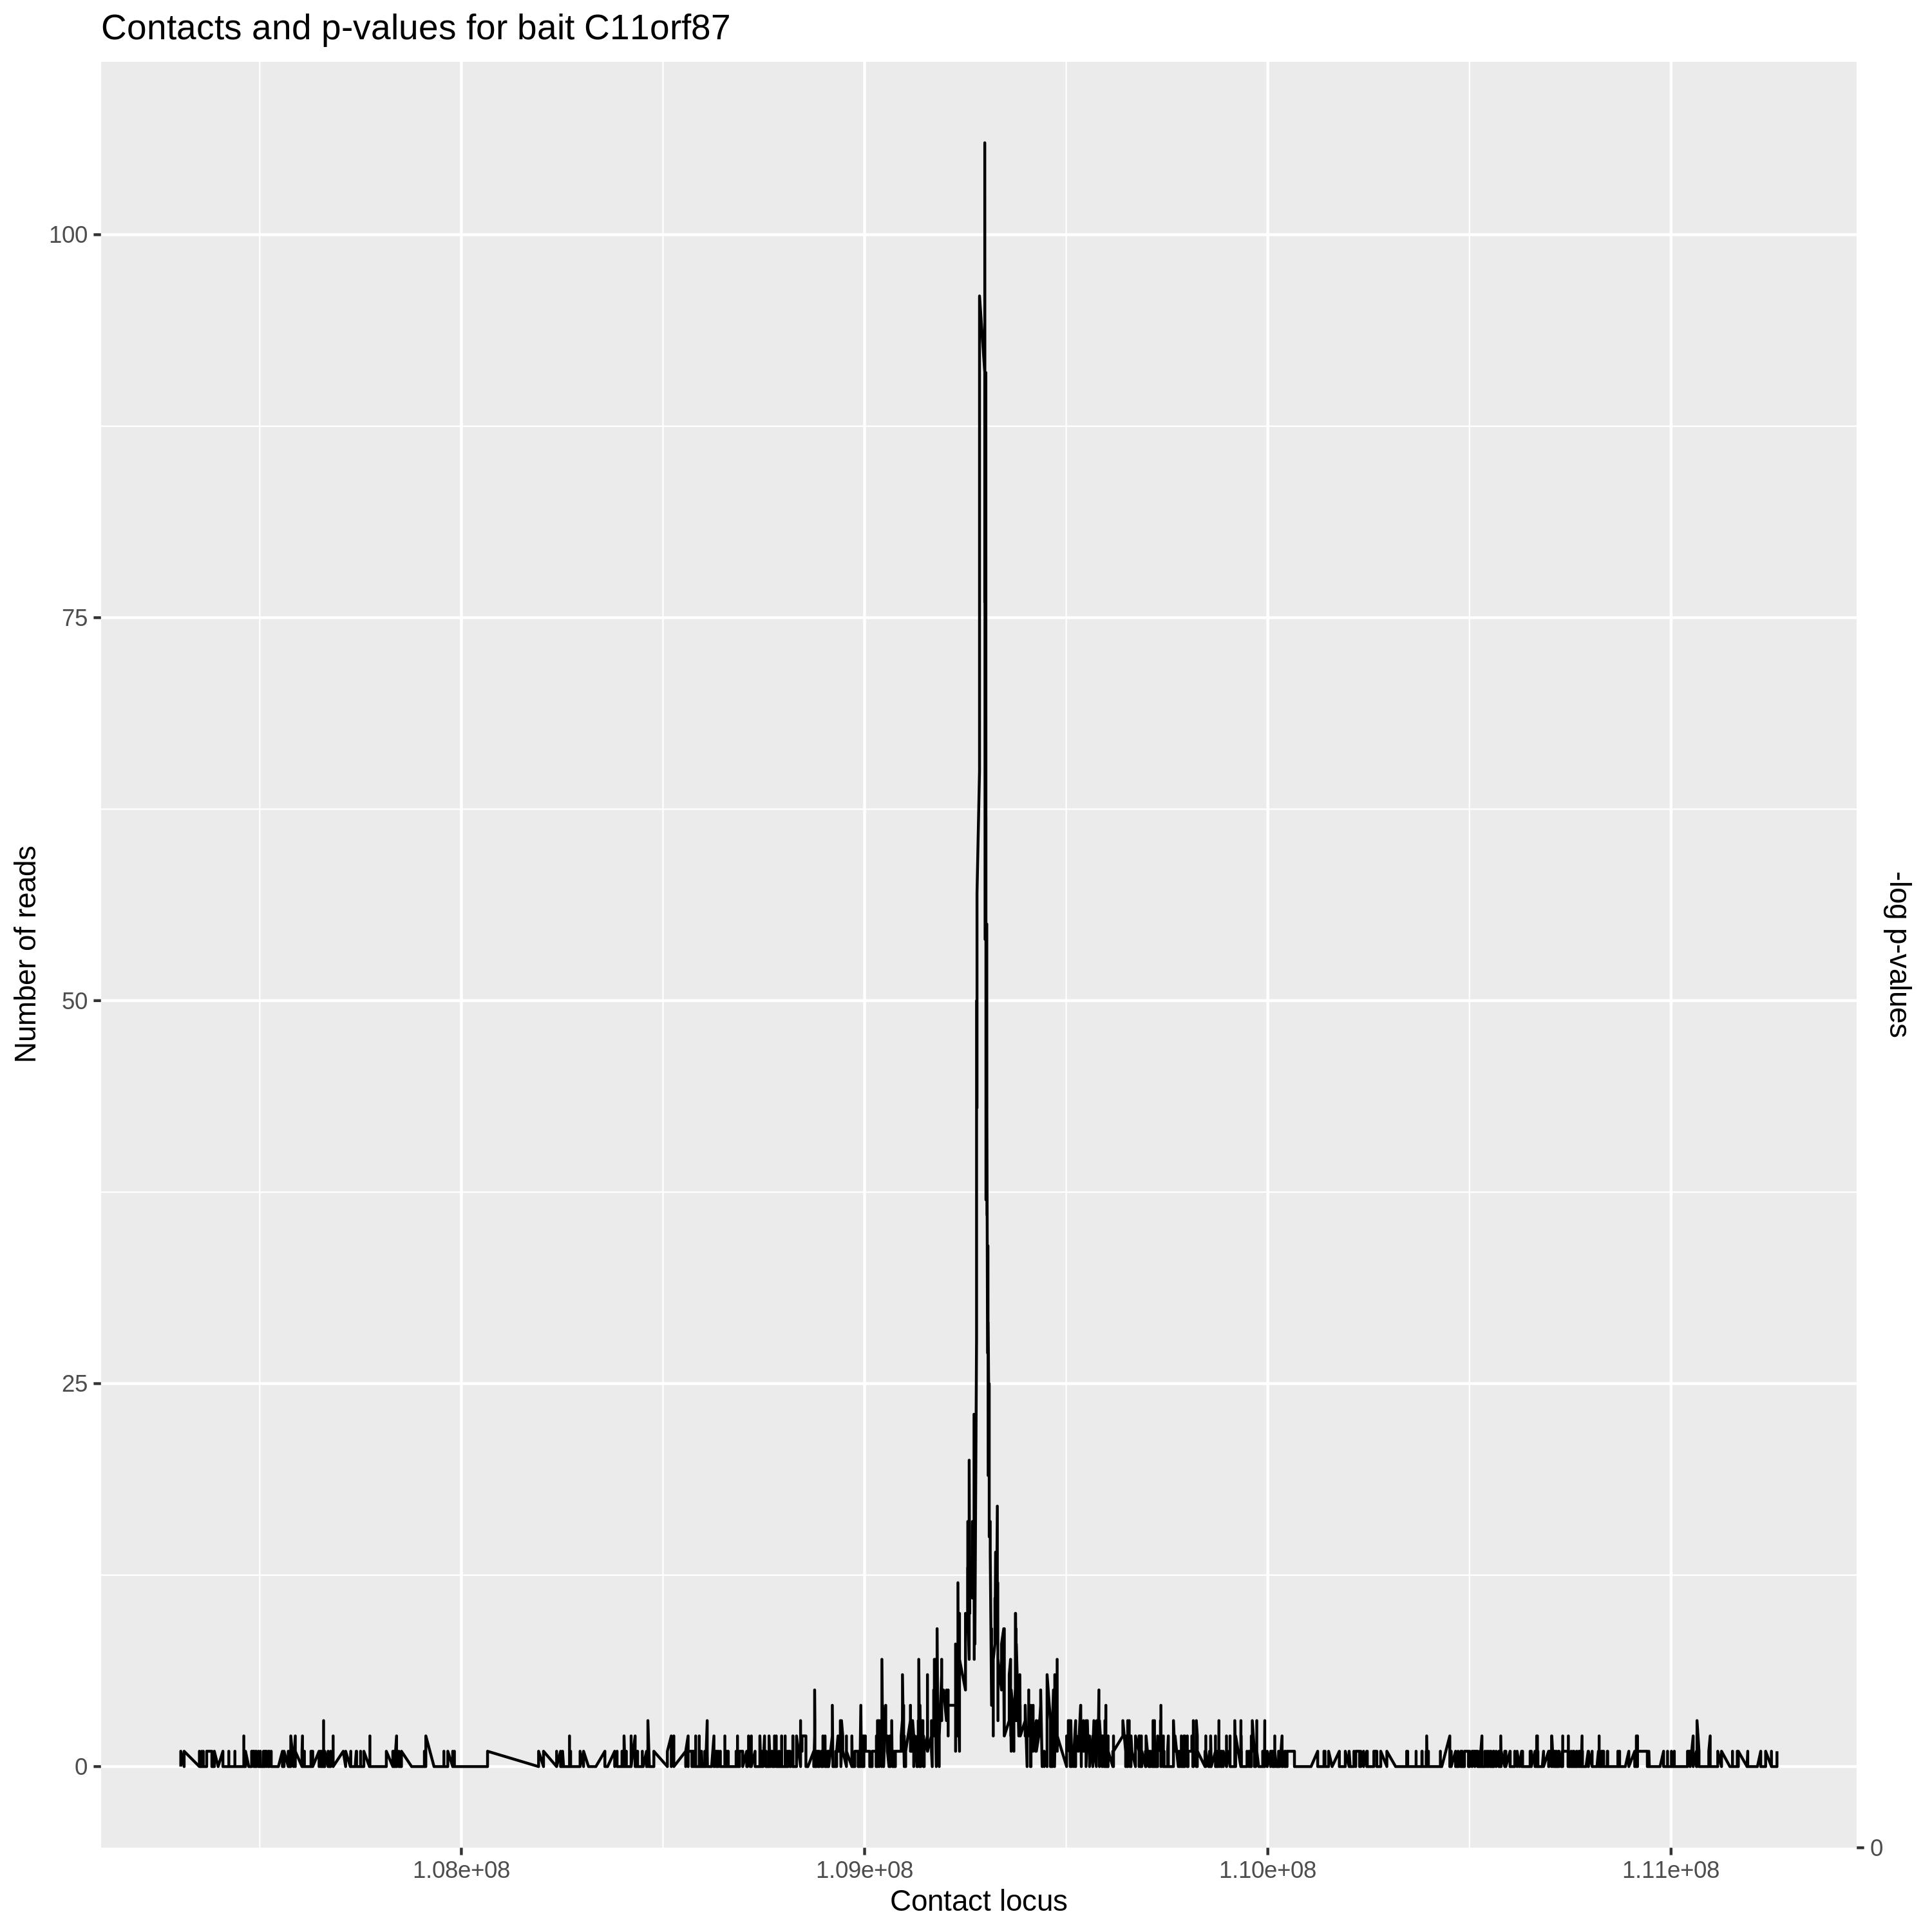 Contacts and p-values for bait C11orf87
100
75
50
25
0
Number of reads
-log p-values
0
1.08e+08
1.09e+08
1.10e+08
1.11e+08
Contact locus